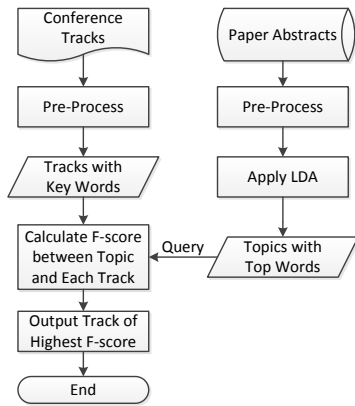 Conference
Tracks
Paper Abstracts
Pre-Process
Pre-Process
Tracks with
Key Words
Apply LDA
Calculate F-score
between Topic
and Each Track
Query
Topics with
Top Words
Output Track of
Highest F-score
End